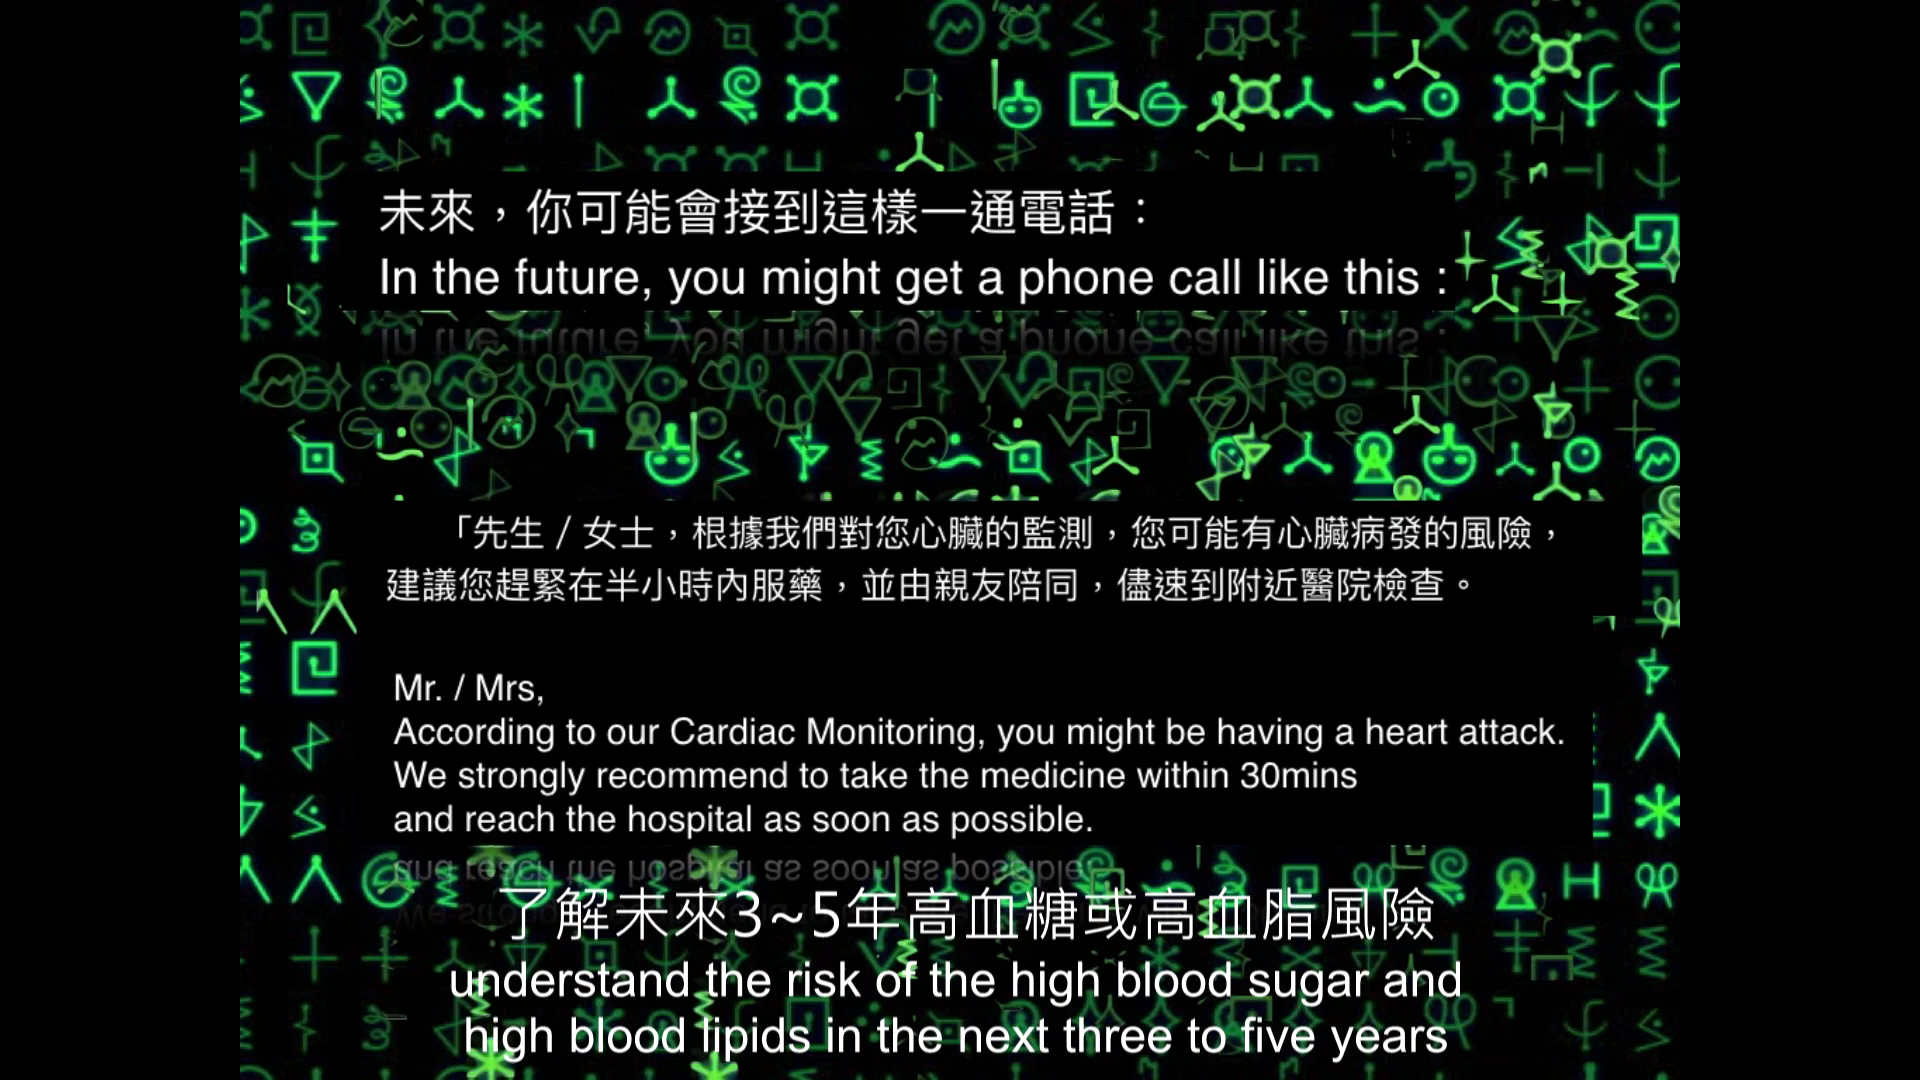 未來，你可能會接到這樣一通電話：
In the future, you might get a phone call like this :
「先生 / 女士，根據我們對您心臟的監測，您可能有心臟病發的風險，
建議您趕緊在半小時內服藥，並由親友陪同，儘速到附近醫院檢查。
Mr. / Mrs,
According to our Cardiac Monitoring, you might be having a heart attack.
We strongly recommend to take the medicine within 30mins
and reach the hospital as soon as possible.
了解未來3~5年高血糖或高血脂風險
understand the risk of the high blood sugar and
high blood lipids in the next three to five years